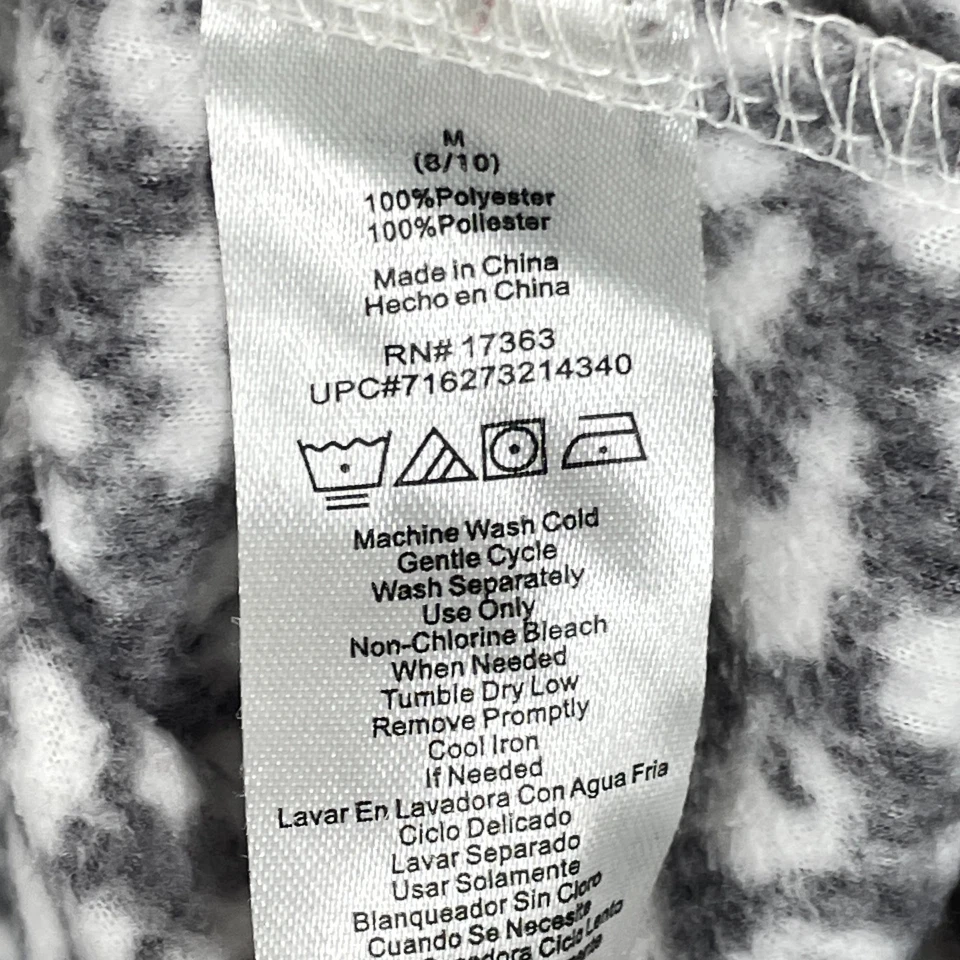 M
(8/10)
100%Polyester
100%Poliester
Made in China
Hecho en China
RN# 17363
UPC#716273214340
Machine Wash Cold
Gentle Cycle
Wash Separately
Use Only
Non-Chlorine Bleach
When Needed
Tumble Dry Low
Remove Promptly
Cool Iron
If Needed
Lavar En Lavadora Con Agua Fria
Ciclo Delicado
Lavar Separado
Usar Solamente
Blanqueador Sin Cloro
Cuando Se Necesite
Ciclo Lento